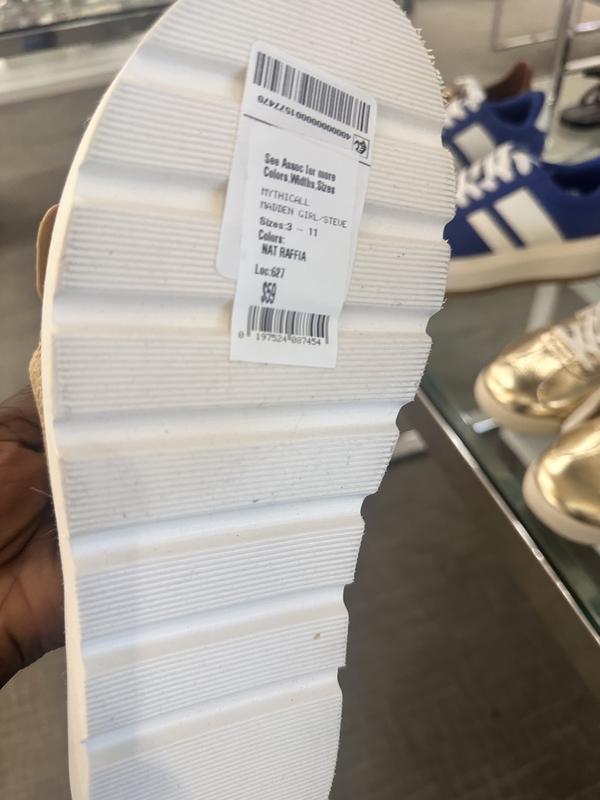 400000001577470
See Assoc for more
Colors,Widths,Sizes
MYTHICALL
MADDEN GIRL/STEVE
Sizes:3 - 11
Colors:
NAT RAFFIA
Loc:627
$59
0 197524 087454